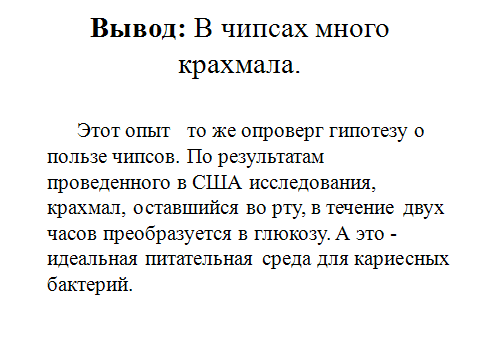 Вывод: В чипсах много
крахмала.
Этот опыт то же опроверг гипотезу о
пользе чипсов. По результатам
проведенного в США исследования,
крахмал, оставшийся во рту, в течение двух
часов преобразуется в глюкозу. А это -
идеальная питательная среда для кариесных
бактерий.